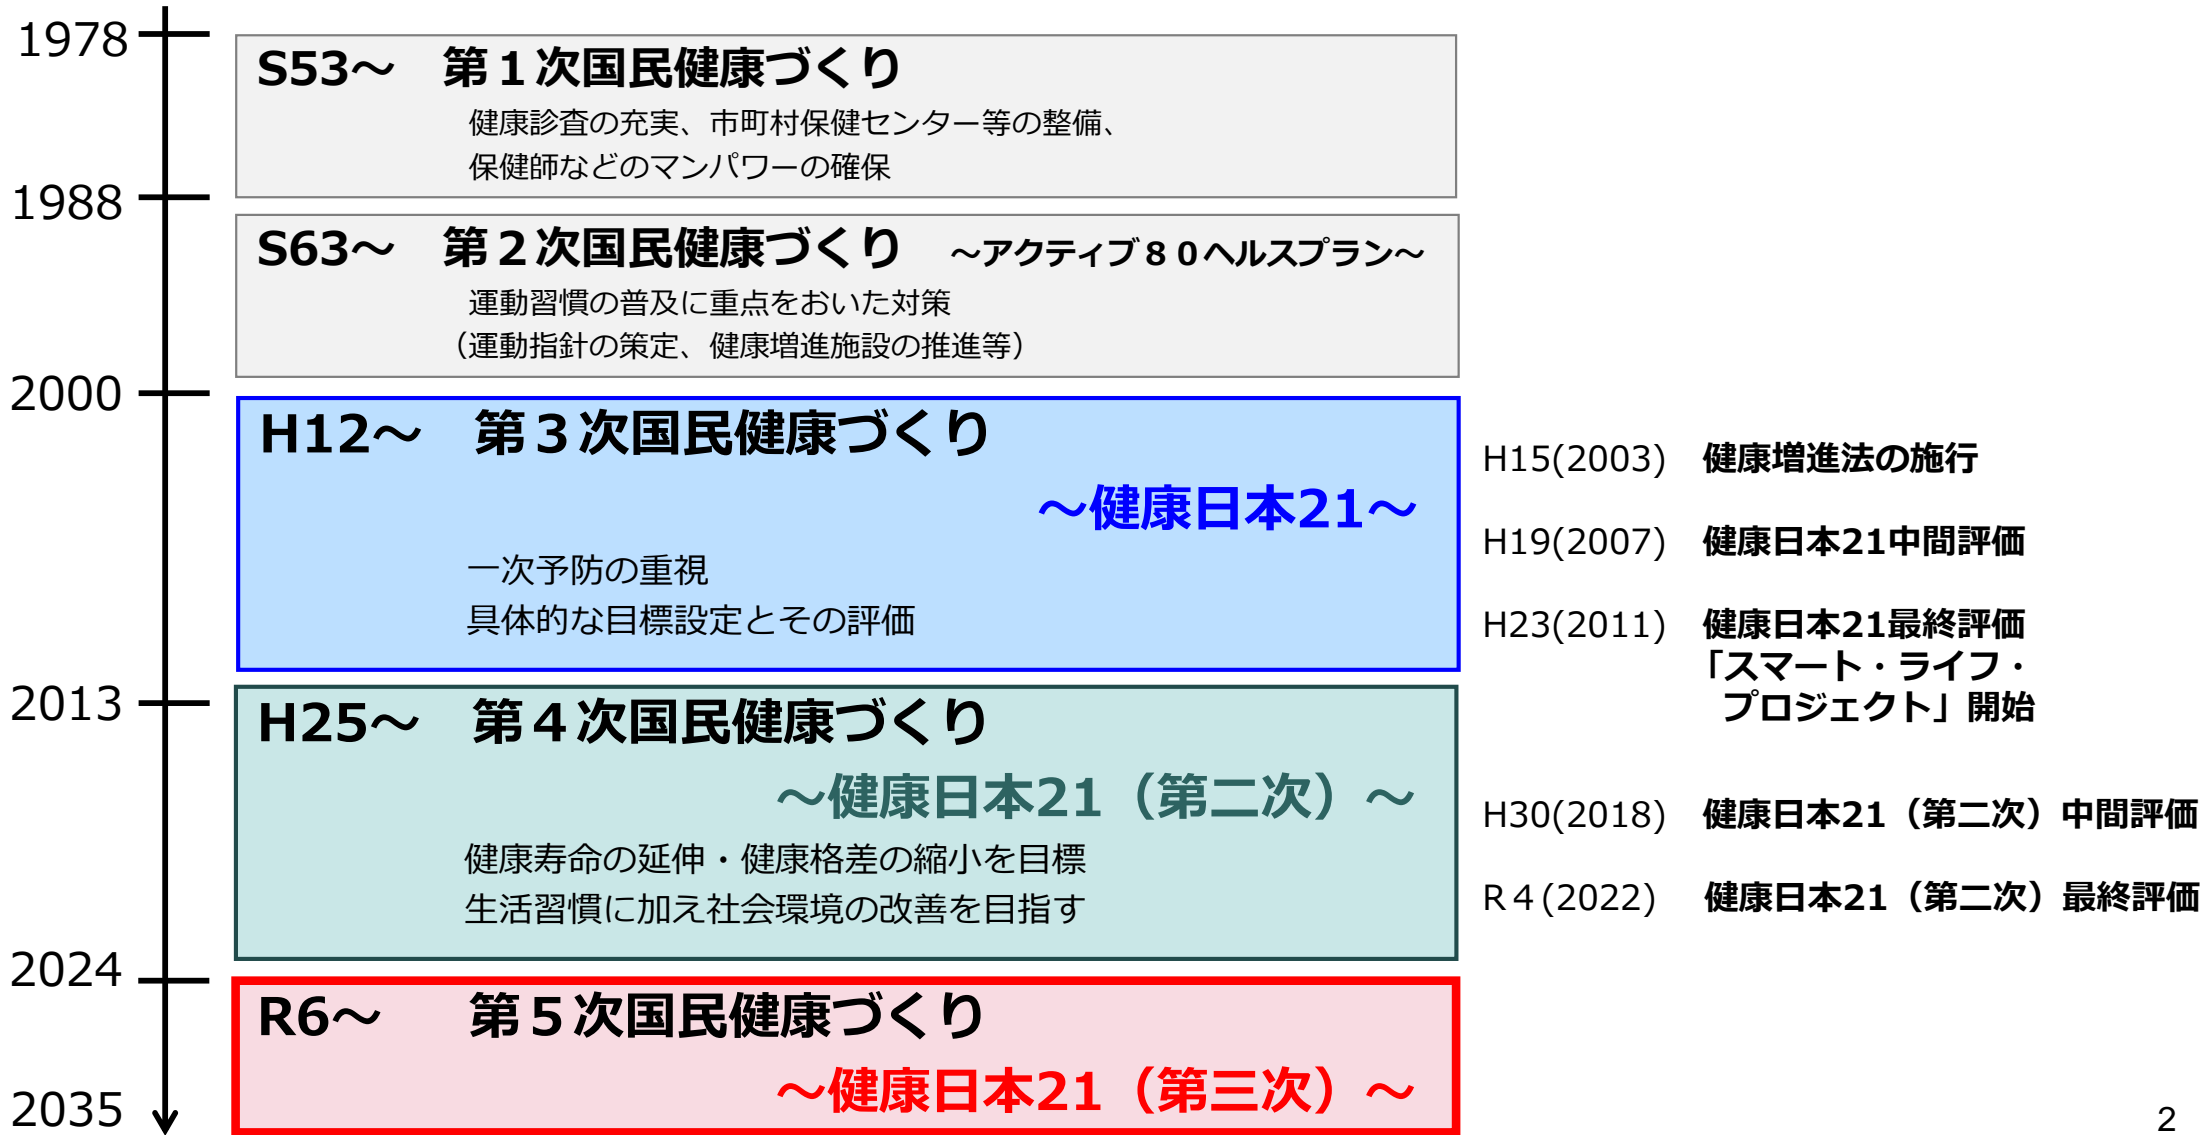 1978
S53～　第１次国民健康づくり
健康診査の充実、市町村保健センター等の整備、
保健師などのマンパワーの確保
1988
S63～　第２次国民健康づくり　～アクティブ８０ヘルスプラン～
運動習慣の普及に重点をおいた対策
（運動指針の策定、健康増進施設の推進等）
2000
H12～　第３次国民健康づくり
～健康日本21～
一次予防の重視
具体的な目標設定とその評価
H15(2003)　健康増進法の施行
H19(2007)　健康日本21中間評価
H23(2011)　健康日本21最終評価
「スマート・ライフ・
プロジェクト」開始
2013
H25～　第４次国民健康づくり
～健康日本21（第二次）～
健康寿命の延伸・健康格差の縮小を目標
生活習慣に加え社会環境の改善を目指す
H30(2018)　健康日本21（第二次）中間評価
R４(2022)　健康日本21（第二次）最終評価
2024
R6～　第５次国民健康づくり
～健康日本21（第三次）～
2035
2